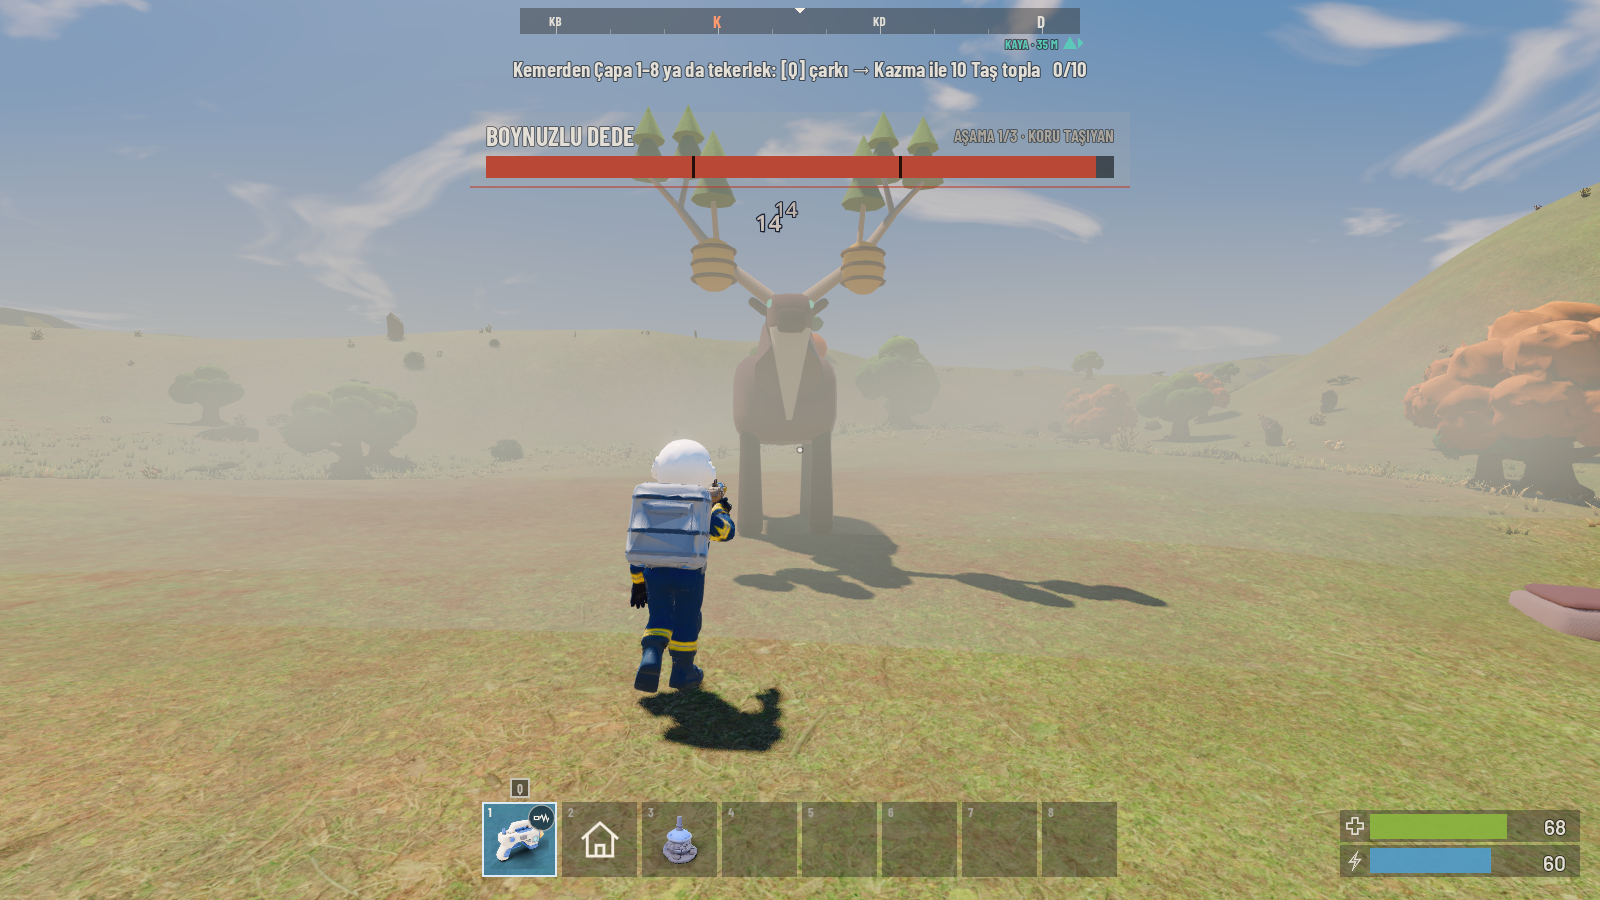 KB K KD D
KAYA · 35 M
Kemerden Çapa 1-8 ya da tekerlek: [Q] çarkı → Kazma ile 10 Taş topla 0/10
BOYNUZLU DEDE
AŞAMA 1/3 · KORU TAŞIYAN
14
14
Q
1 2 3 4 5 6 7 8
68
60